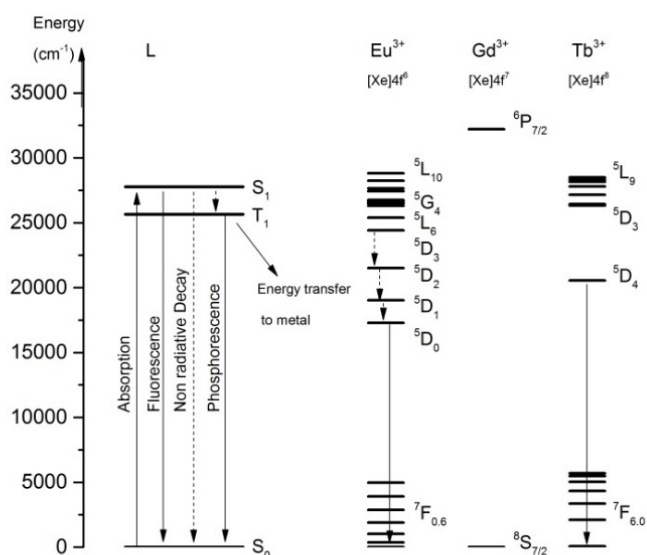 Energy
(cm⁻¹)
L
Eu³⁺
[Xe]4f⁶
Gd³⁺
[Xe]4f⁷
Tb³⁺
[Xe]4f⁸
35000
30000
25000
20000
15000
10000
5000
0
S₁
T₁
S₀
Absorption
Fluorescence
Non radiative Decay
Phosphorescence
Energy transfer
to metal
⁵L₁₀
⁵G₄
⁵L₆
⁵D₃
⁵D₂
⁵D₁
⁵D₀
⁷F₀.₆
⁶P₇/₂
⁸S₇/₂
⁵L₉
⁵D₃
⁵D₄
⁷F₆.₀